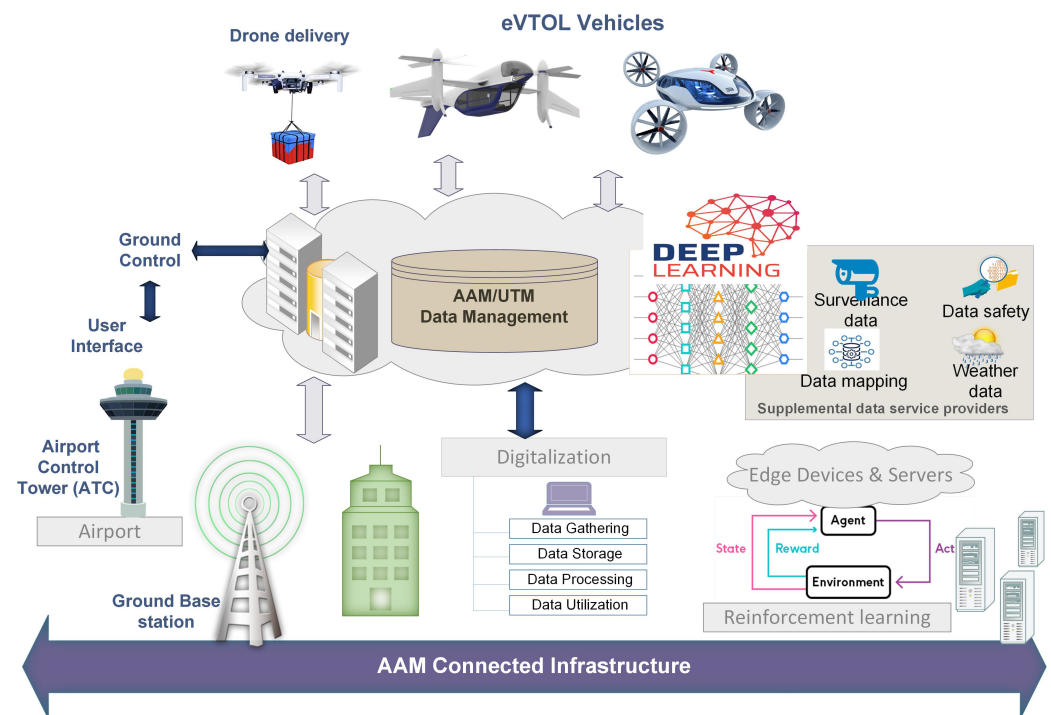 eVTOL Vehicles
Drone delivery
Ground
Control
User
Interface
AAM/UTM
Data Management
DEEP
LEARNING
Surveillance
data
Data safety
Data mapping
Weather
data
Supplemental data service providers
Airport
Control
Tower (ATC)
Airport
Ground Base
station
Digitalization
Data Gathering
Data Storage
Data Processing
Data Utilization
Edge Devices & Servers
Agent
State
Reward
Act
Environment
Reinforcement learning
AAM Connected Infrastructure